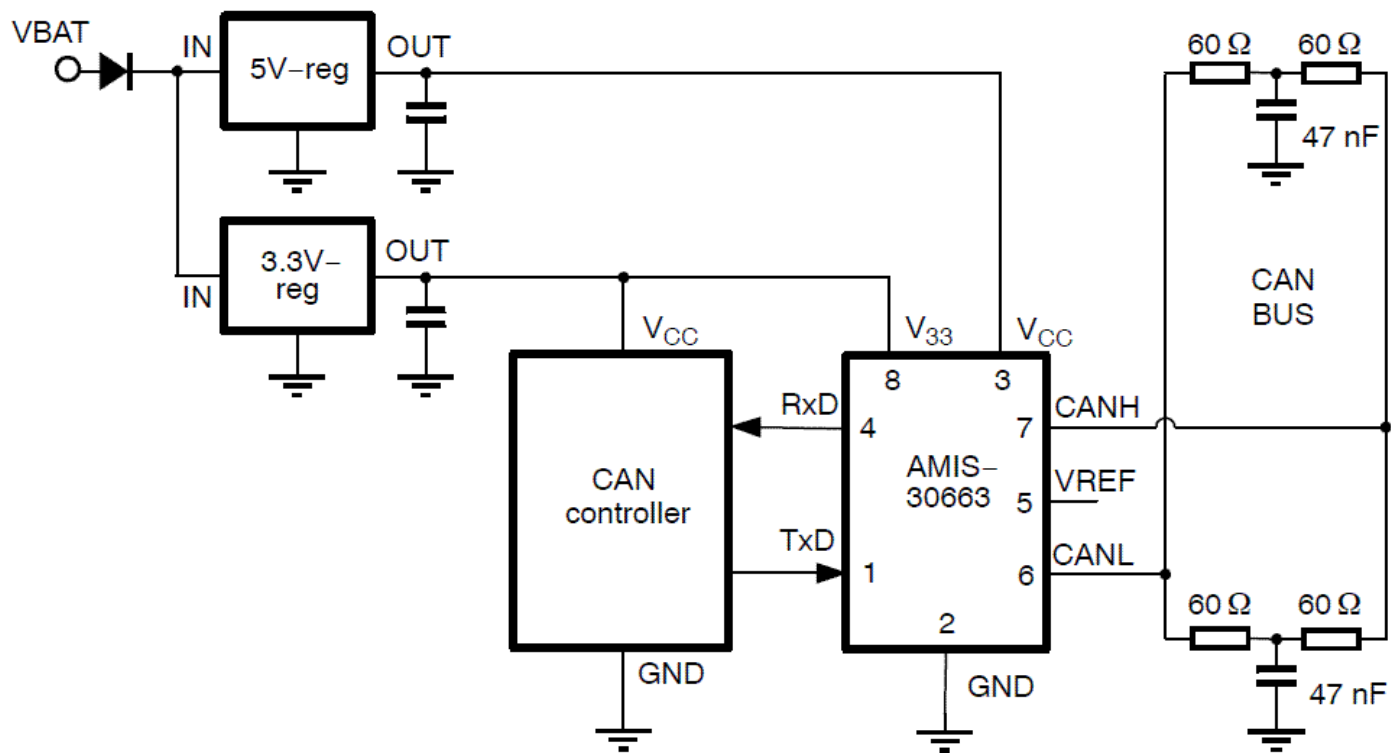 VBAT
IN
5V−reg
OUT
60 Ω
60 Ω
47 nF
IN
3.3V−
reg
OUT
CAN
BUS
VCC
V33
VCC
8
3
RxD
4
7
CANH
CAN
controller
AMIS−
30663
5
VREF
TxD
1
6
CANL
2
GND
GND
60 Ω
60 Ω
47 nF